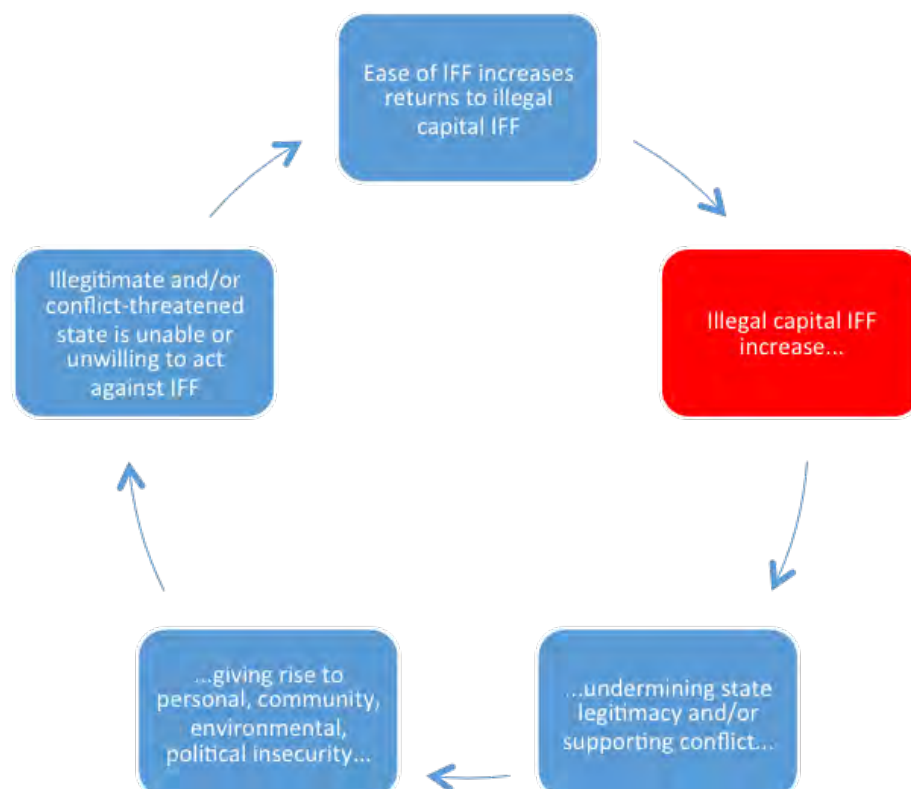 Ease of IFF increases
returns to illegal
capital IFF
Illegal capital IFF
increase...
...undermining state
legitimacy and/or
supporting conflict...
...giving rise to
personal, community,
environmental,
political insecurity...
Illegitimate and/or
conflict-threatened
state is unable or
unwilling to act
against IFF